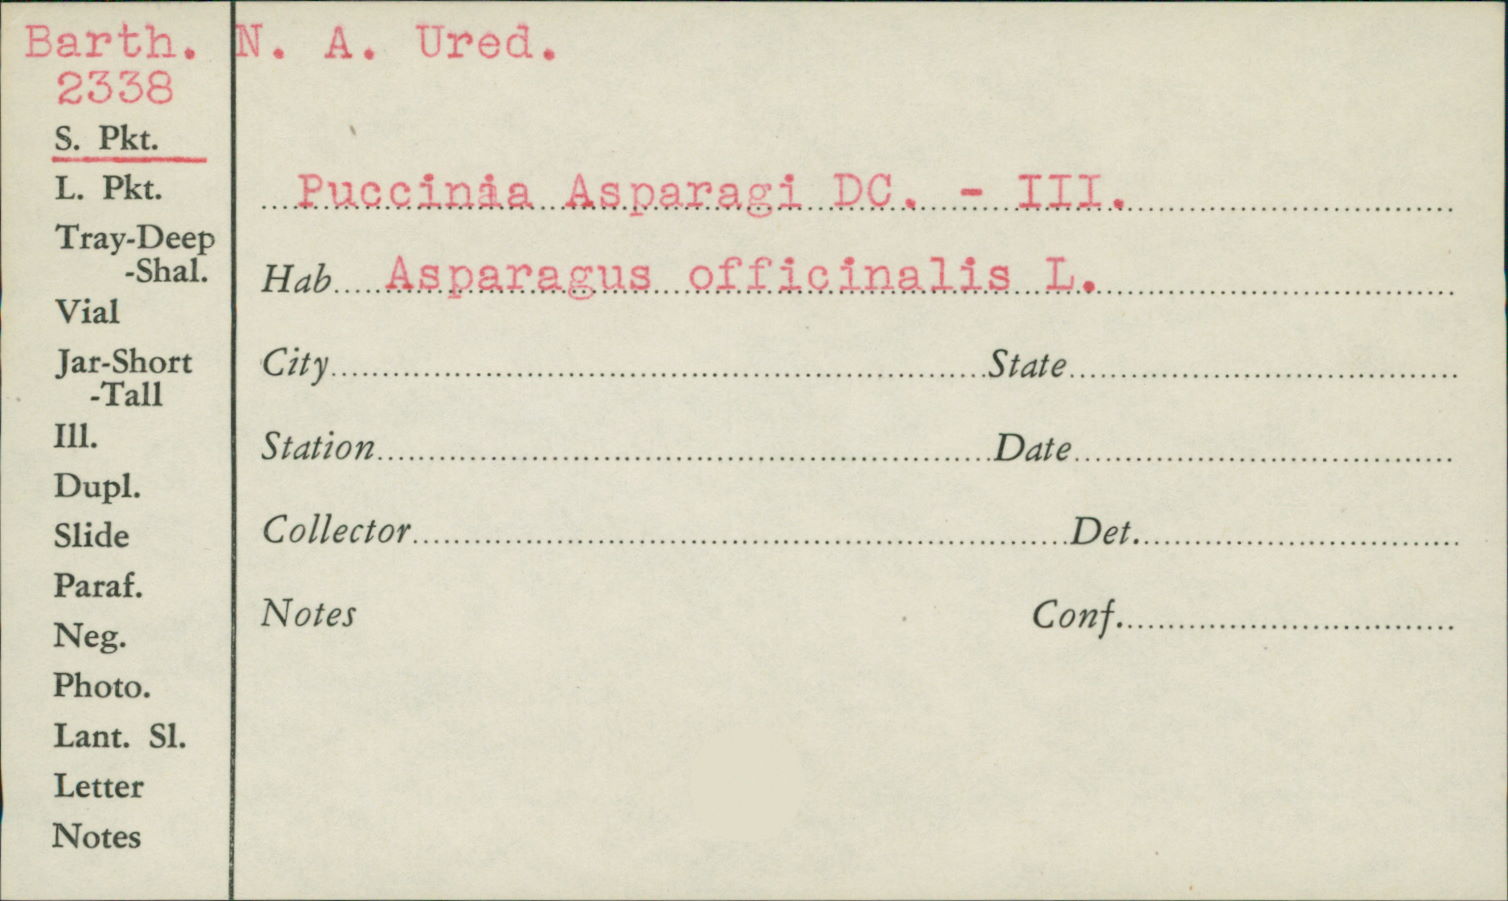 Barth. N. A. Ured.
2338
S. Pkt.
L. Pkt.
Tray-Deep
-Shal.
Vial
Jar-Short
-Tall
Ill.
Dupl.
Slide
Paraf.
Neg.
Photo.
Lant. Sl.
Letter
Notes
Puccinia Asparagi DC. - III.
Hab Asparagus officinalis L.
City State
Station Date
Collector Det.
Notes Conf.